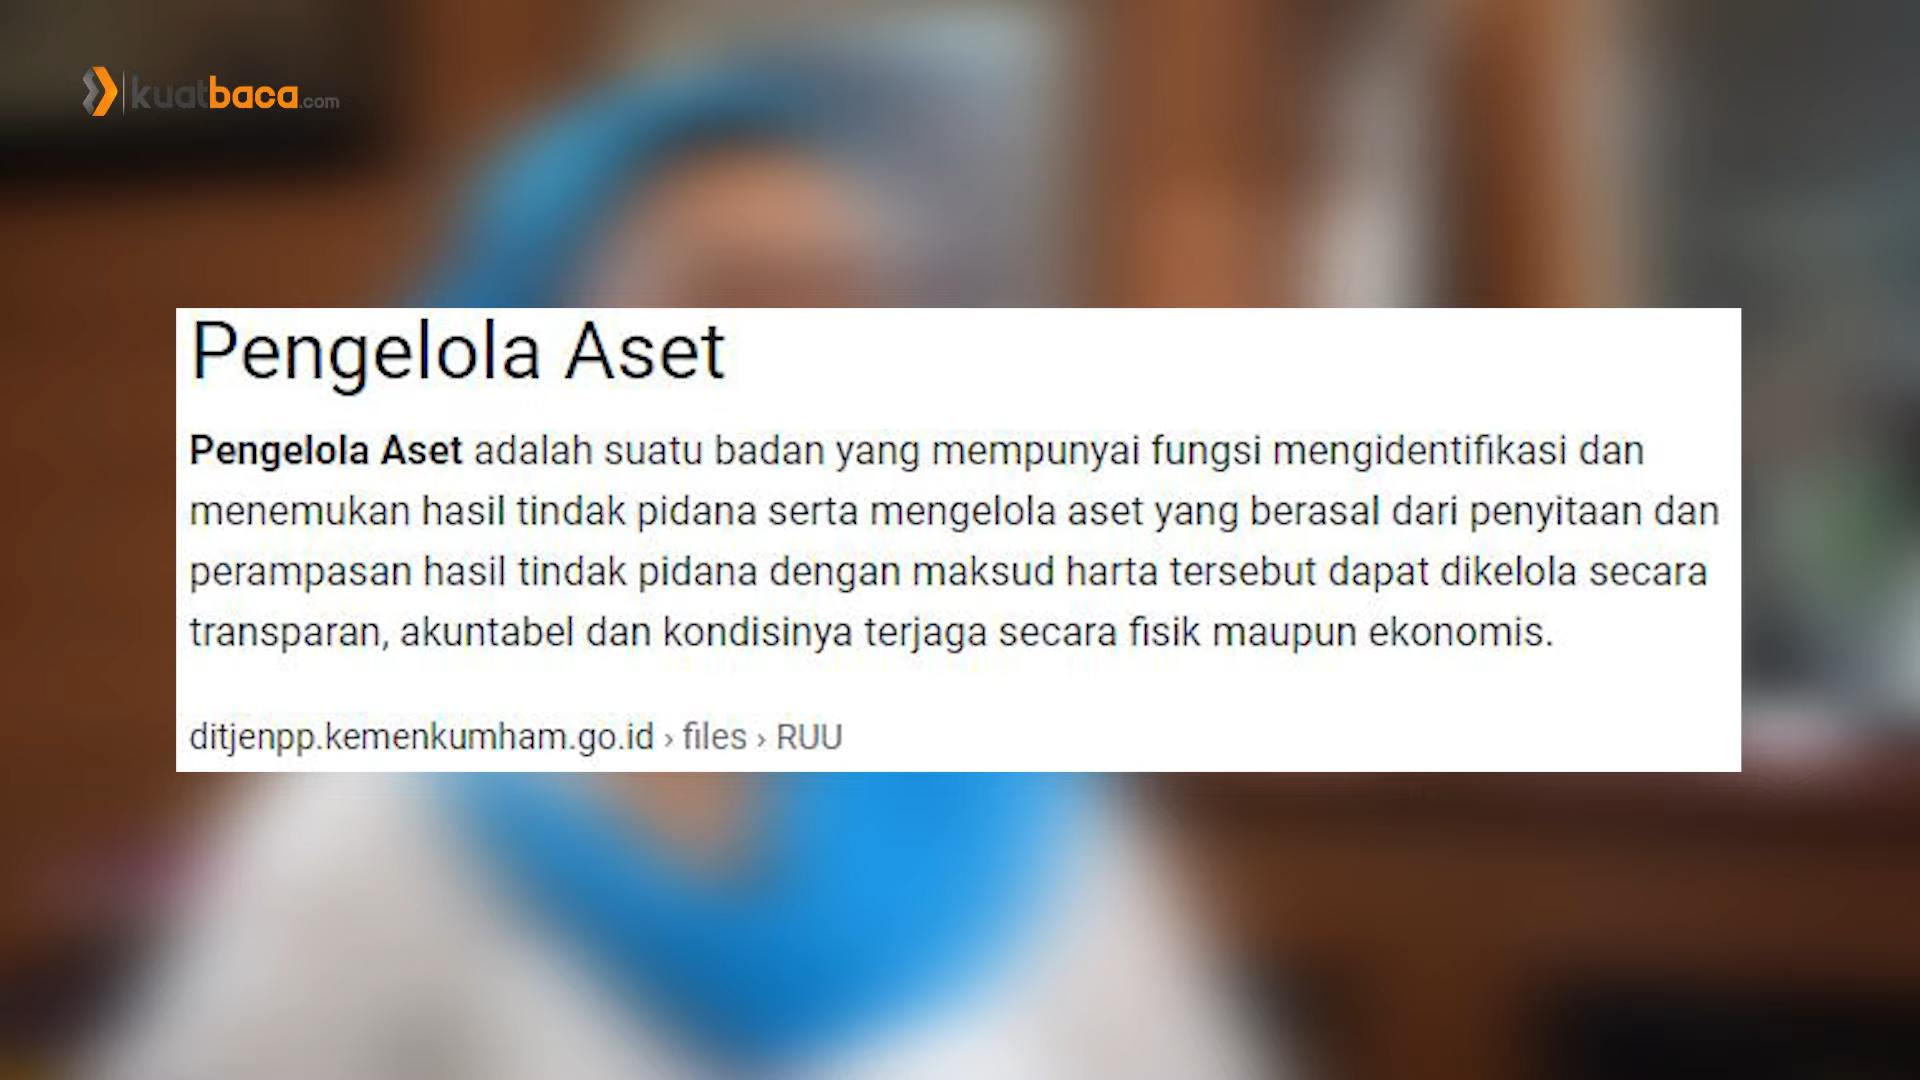 kuatbaca.com
Pengelola Aset
Pengelola Aset adalah suatu badan yang mempunyai fungsi mengidentifikasi dan
menemukan hasil tindak pidana serta mengelola aset yang berasal dari penyitaan dan
perampasan hasil tindak pidana dengan maksud harta tersebut dapat dikelola secara
transparan, akuntabel dan kondisinya terjaga secara fisik maupun ekonomis.
ditjenpp.kemenkumham.go.id › files › RUU